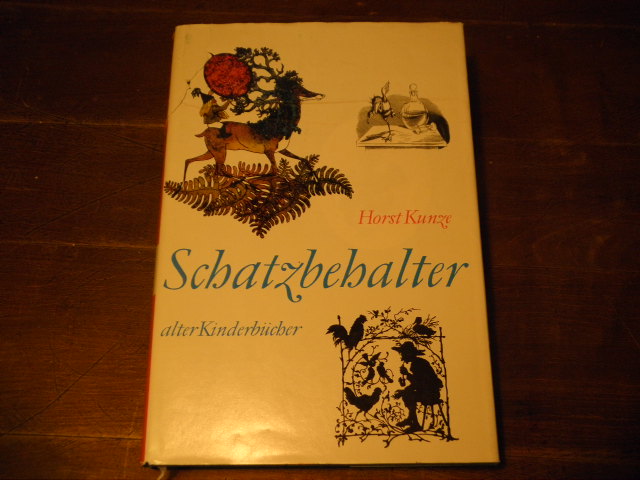 Horst Kunze
Schatzbehalter
alter Kinderbücher